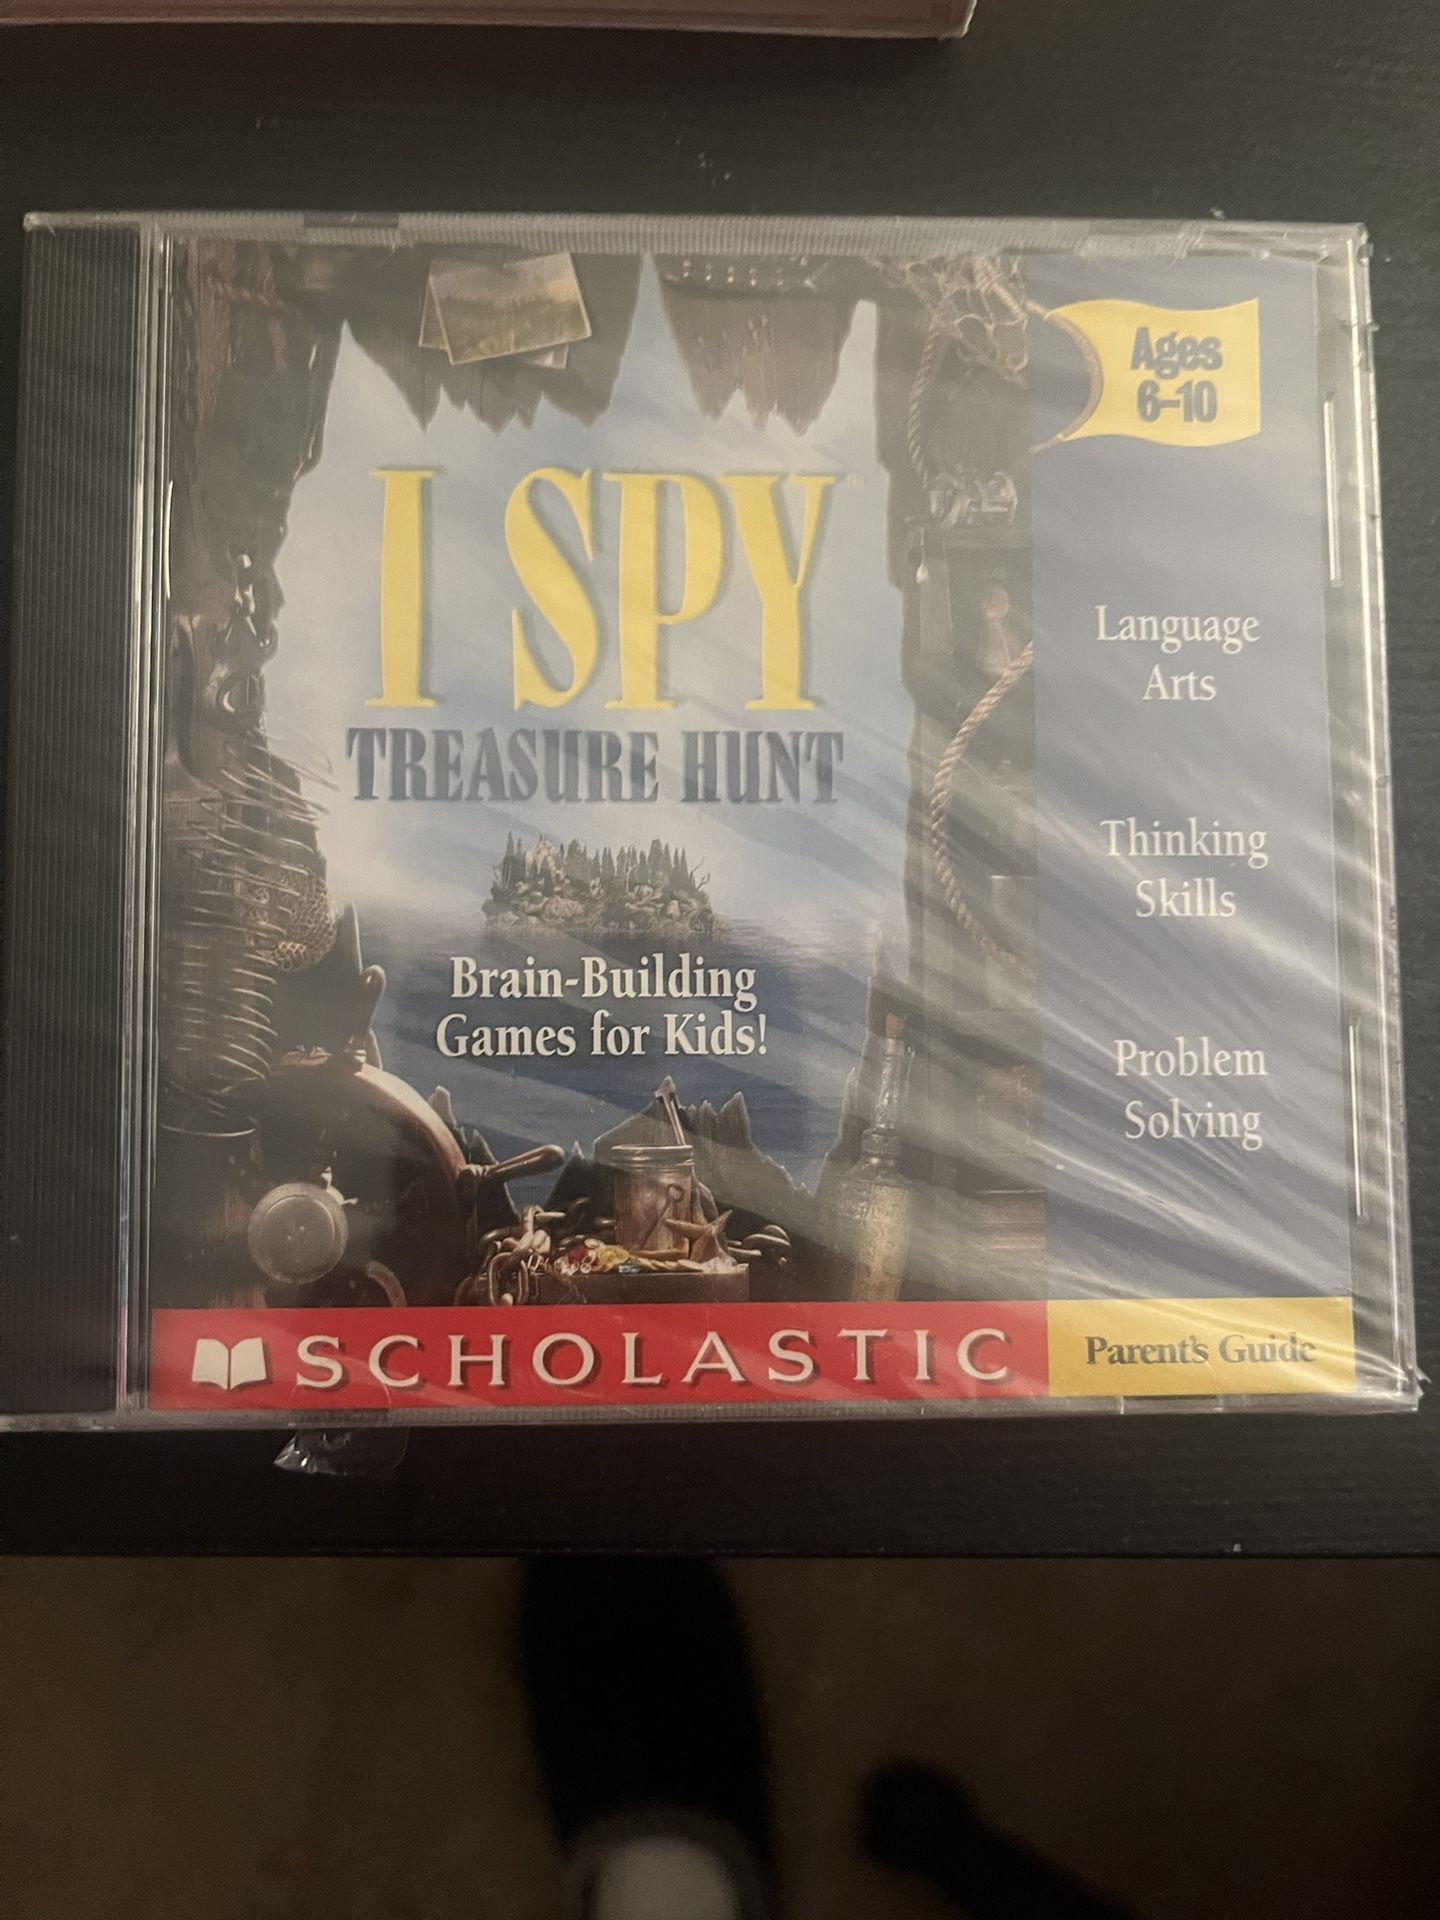 Ages
6-10
I SPY™
TREASURE HUNT
Brain-Building
Games for Kids!
Language
Arts
Thinking
Skills
Problem
Solving
SCHOLASTIC
Parent's Guide